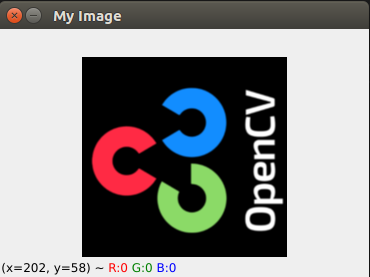 My Image
OpenCV
(x=202, y=58) ~ R:0 G:0 B:0